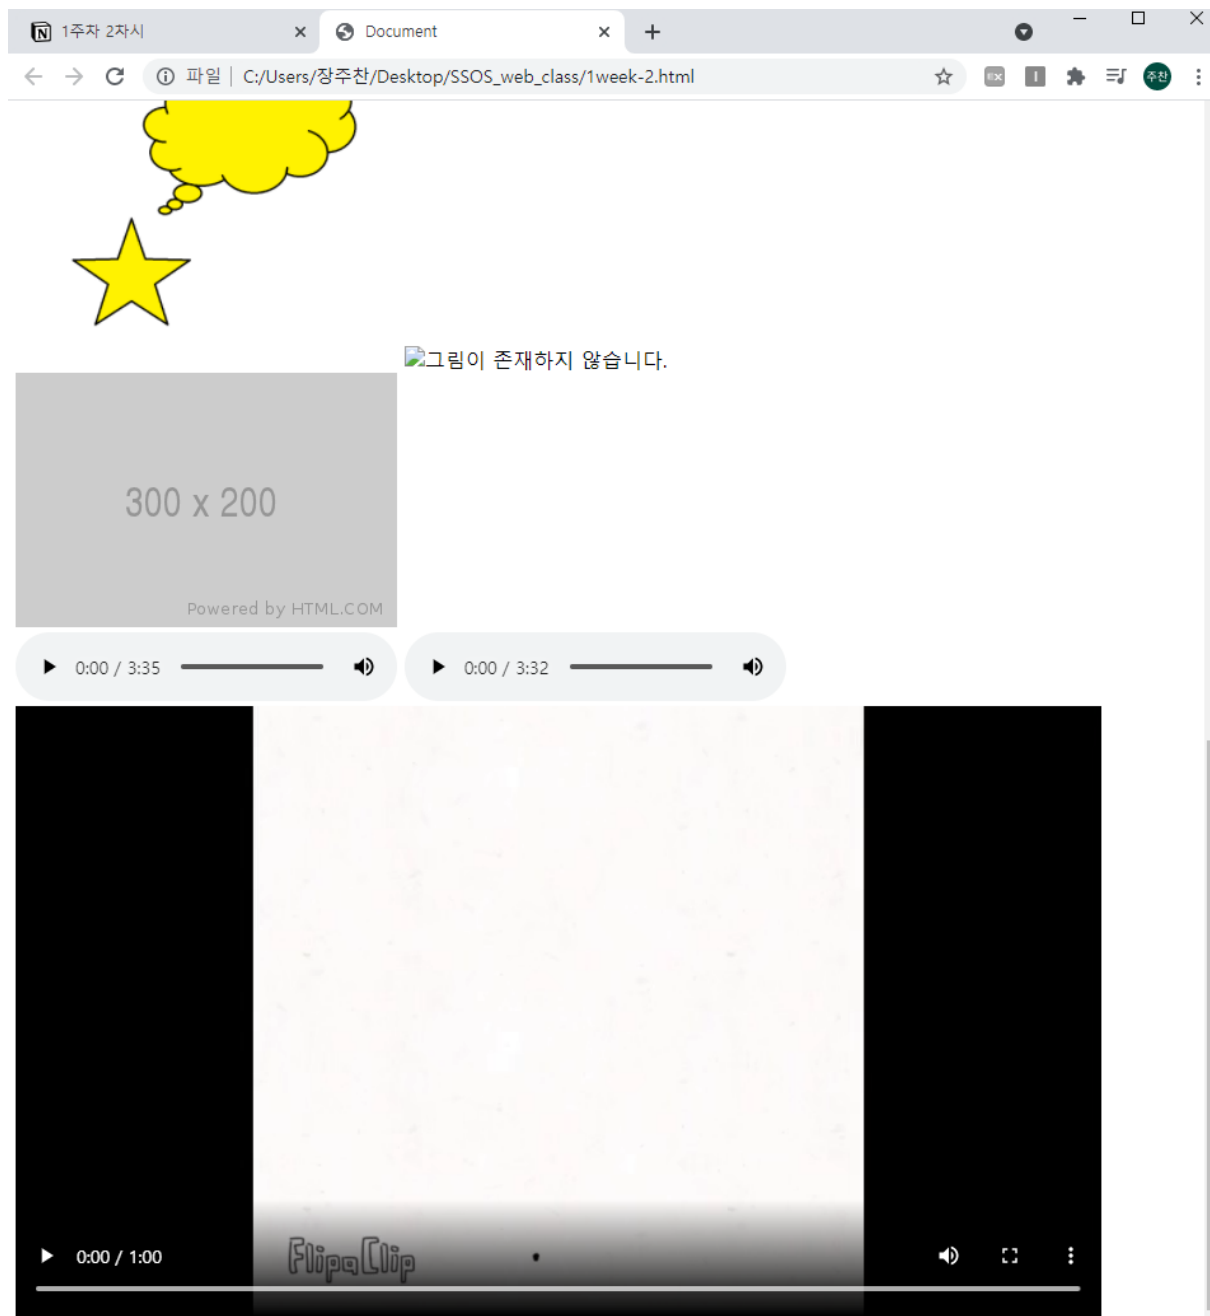 1주차 2차시
Document
파일
C:/Users/장주찬/Desktop/SSOS_web_class/1week-2.html
EX
I
주찬
그림이 존재하지 않습니다.
300 x 200
Powered by HTML.COM
0:00 / 3:35
0:00 / 3:32
0:00 / 1:00
FlipaClip